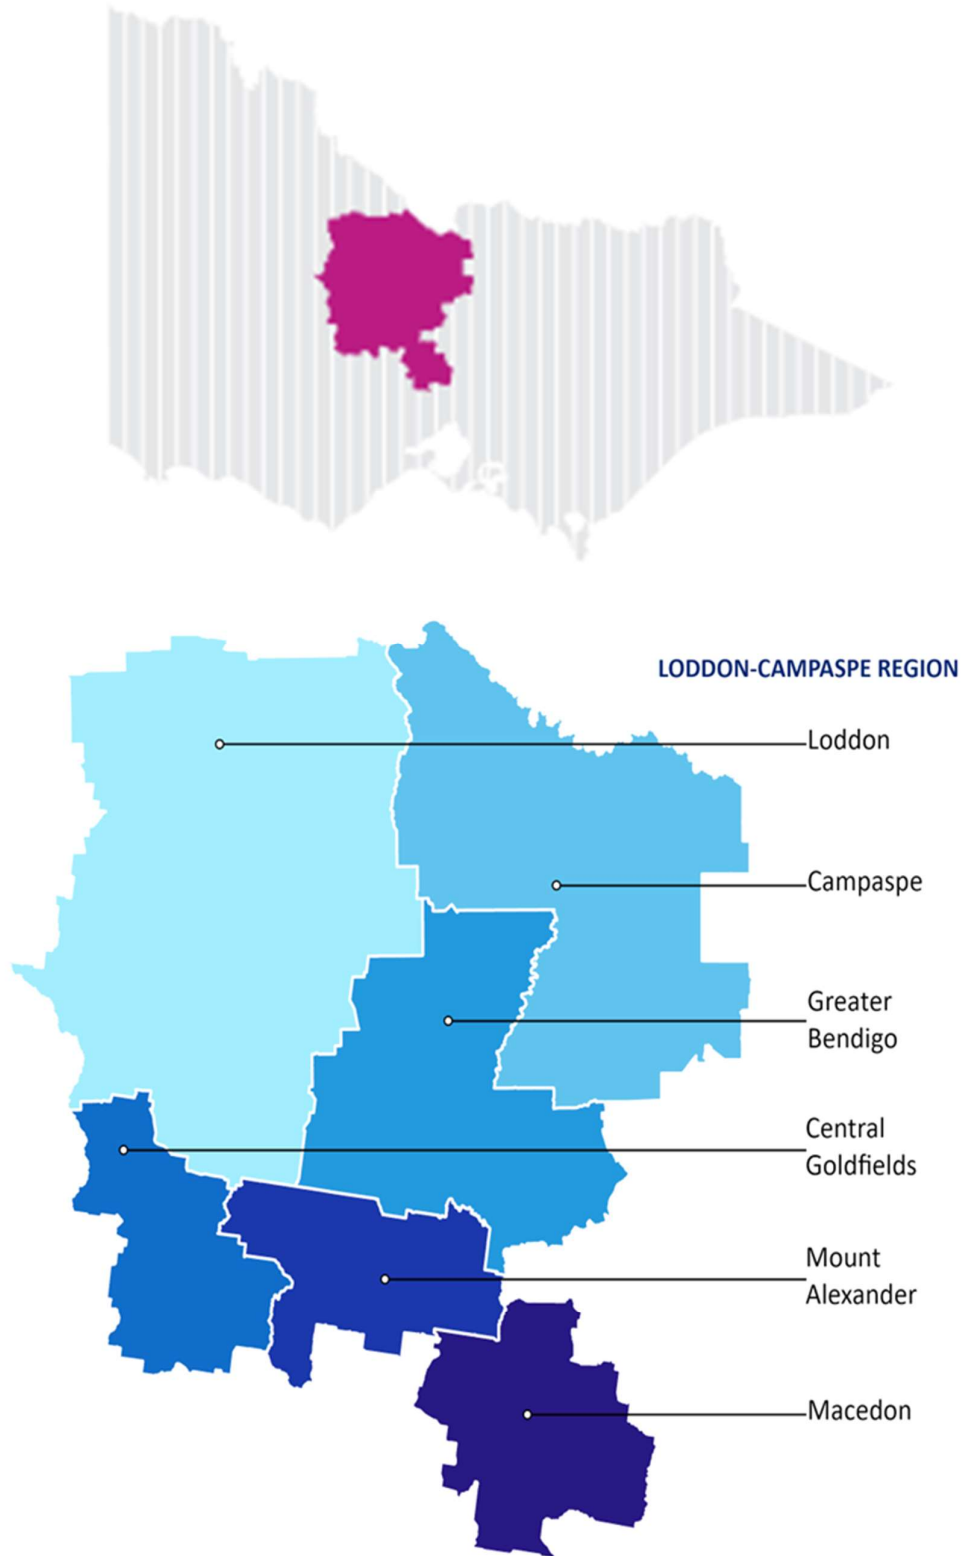 LODDON-CAMPASPE REGION
Loddon
Campaspe
Greater
Bendigo
Central
Goldfields
Mount
Alexander
Macedon